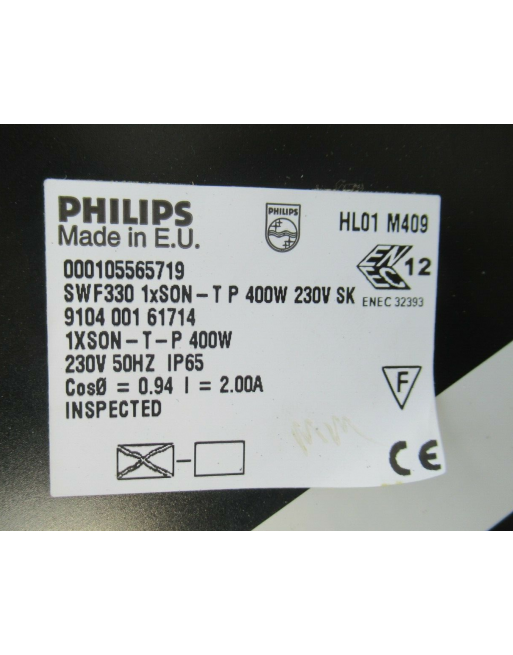 PHILIPS
Made in E.U.
PHILIPS
HL01 M409
000105565719
SWF330 1xSON-T P 400W 230V SK
ENEC 12
ENEC 32393
9104 001 61714
1XSON-T-P 400W
230V 50HZ IP65
CosØ = 0.94 I = 2.00A
F
INSPECTED
CE